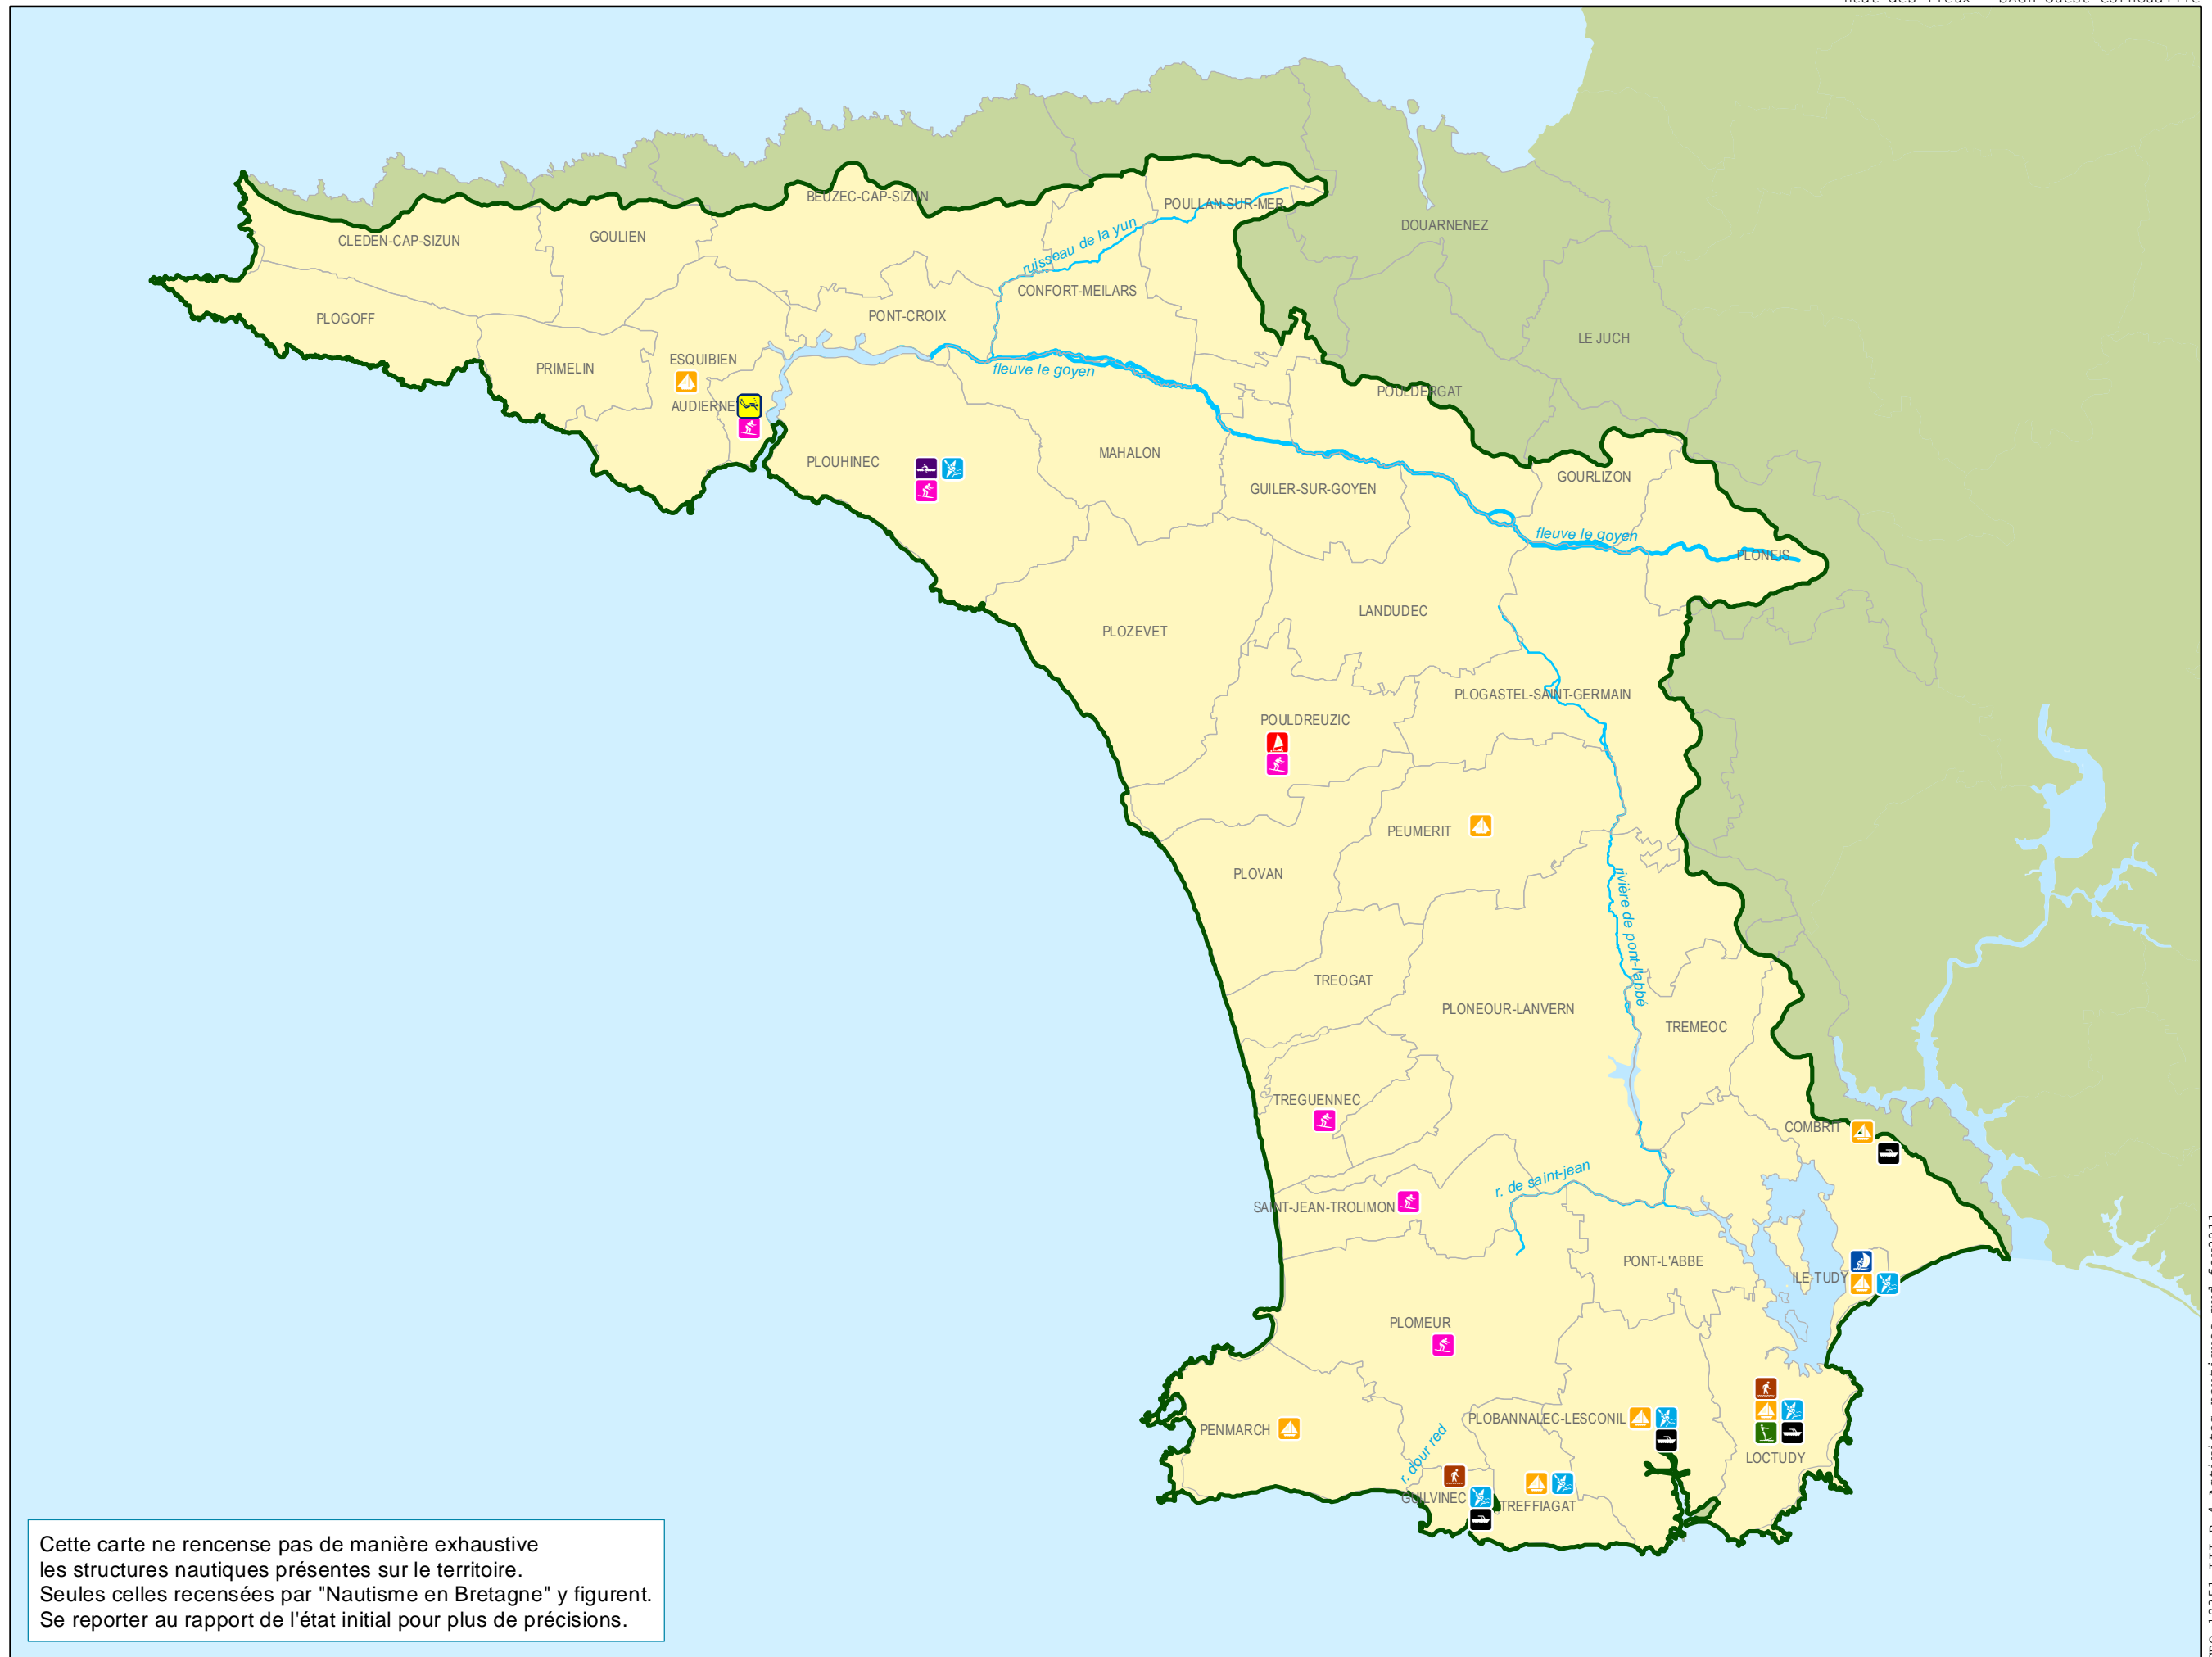 CLEDEN-CAP-SIZUN
GOULIEN
BEUZEC-CAP-SIZUN
POULLAN-SUR-MER
DOUARNENEZ
ruisseau de la yun
CONFORT-MEILARS
PLOGOFF
PONT-CROIX
LE JUCH
PRIMELIN
ESQUIBIEN
fleuve le goyen
POULDERGAT
AUDIERNE
PLOUHINEC
MAHALON
GUILER-SUR-GOYEN
GOURLIZON
fleuve le goyen
PLONEIS
PLOZEVET
LANDUDEC
PLOGASTEL-SAINT-GERMAIN
POULDREUZIC
PEUMERIT
PLOVAN
rivière de pont-l'abbé
TREOGAT
PLONEOUR-LANVERN
TREMEOC
TREGUENNEC
COMBRIT
r. de saint-jean
SAINT-JEAN-TROLIMON
PONT-L'ABBE
ILE-TUDY
PLOMEUR
PENMARCH
PLOBANNALEC-LESCONIL
r. dour red
LOCTUDY
GUILVINEC
TREFFIAGAT
Cette carte ne rencense pas de manière exhaustive
les structures nautiques présentes sur le territoire.
Seules celles recensées par "Nautisme en Bretagne" y figurent.
Se reporter au rapport de l'état initial pour plus de précisions.